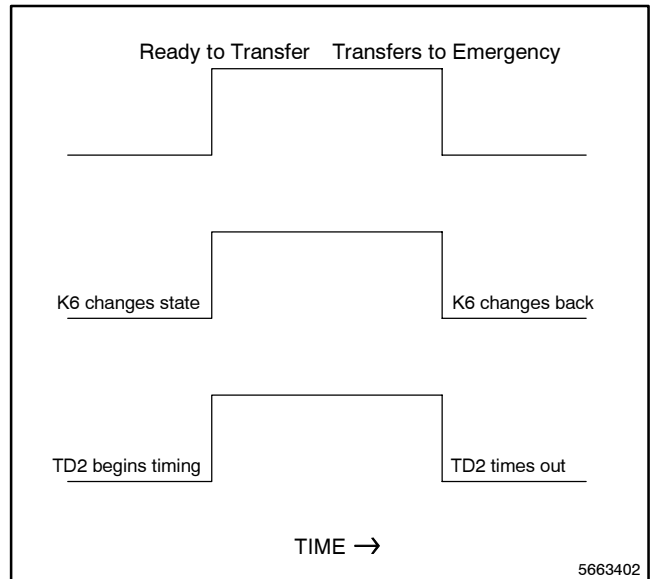 Ready to Transfer Transfers to Emergency
K6 changes state K6 changes back
TD2 begins timing TD2 times out
TIME →
5663402